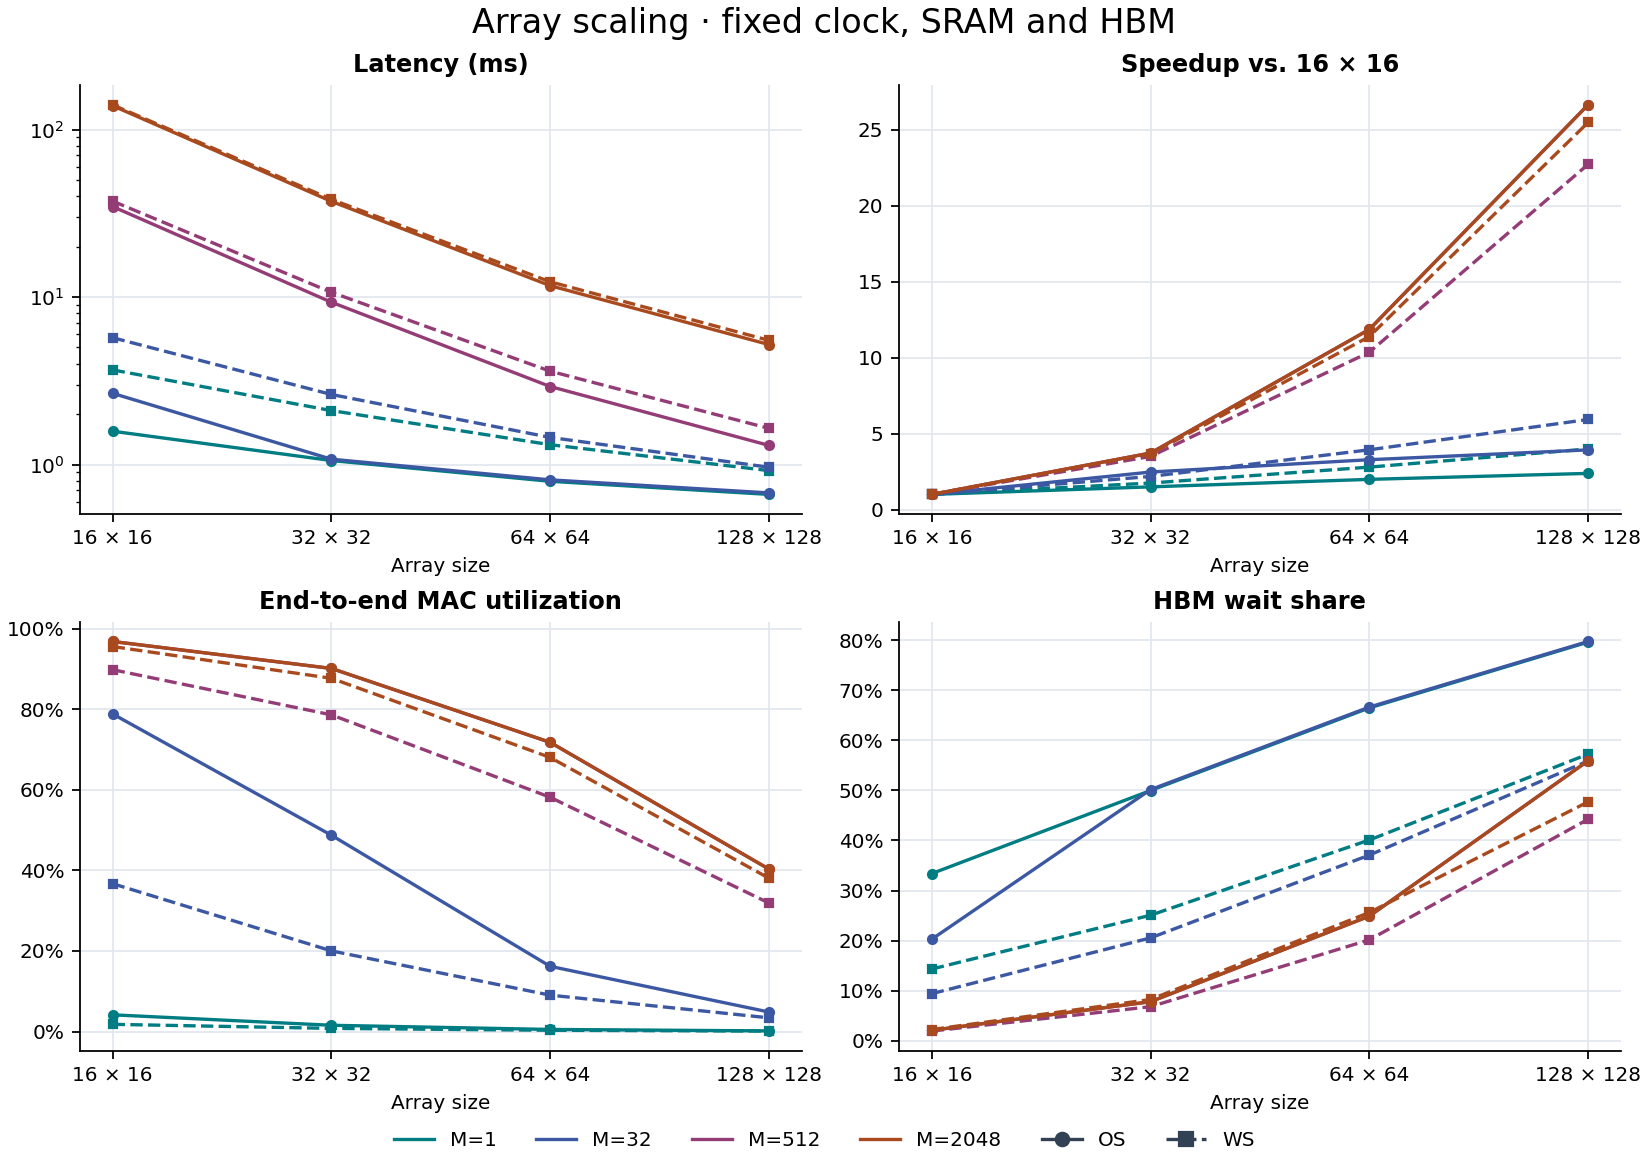 Array scaling · fixed clock, SRAM and HBM
Latency (ms)
10²
10¹
10⁰
16 × 16 32 × 32 64 × 64 128 × 128
Array size
Speedup vs. 16 × 16
25
20
15
10
5
0
16 × 16 32 × 32 64 × 64 128 × 128
Array size
End-to-end MAC utilization
100%
80%
60%
40%
20%
0%
16 × 16 32 × 32 64 × 64 128 × 128
Array size
HBM wait share
80%
70%
60%
50%
40%
30%
20%
10%
0%
16 × 16 32 × 32 64 × 64 128 × 128
Array size
M=1 M=32 M=512 M=2048 OS WS